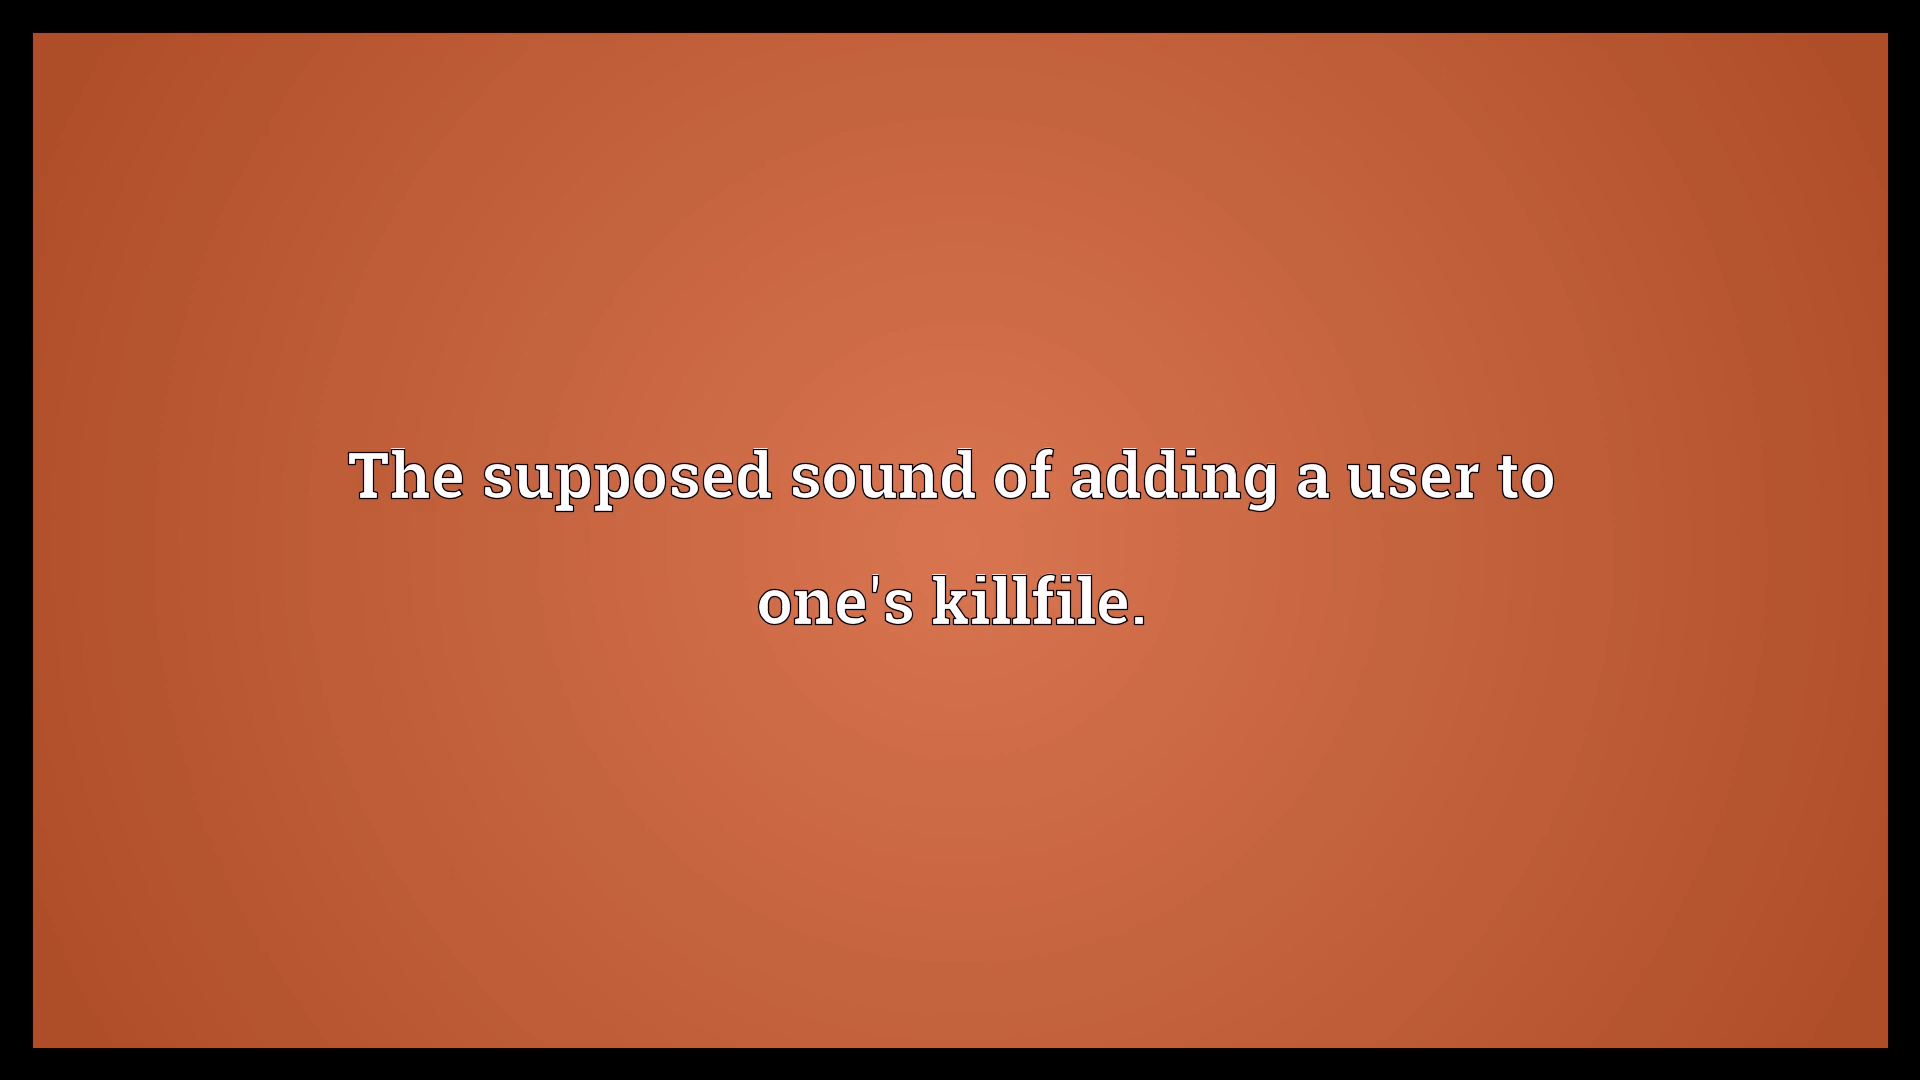 The supposed sound of adding a user to
one's killfile.